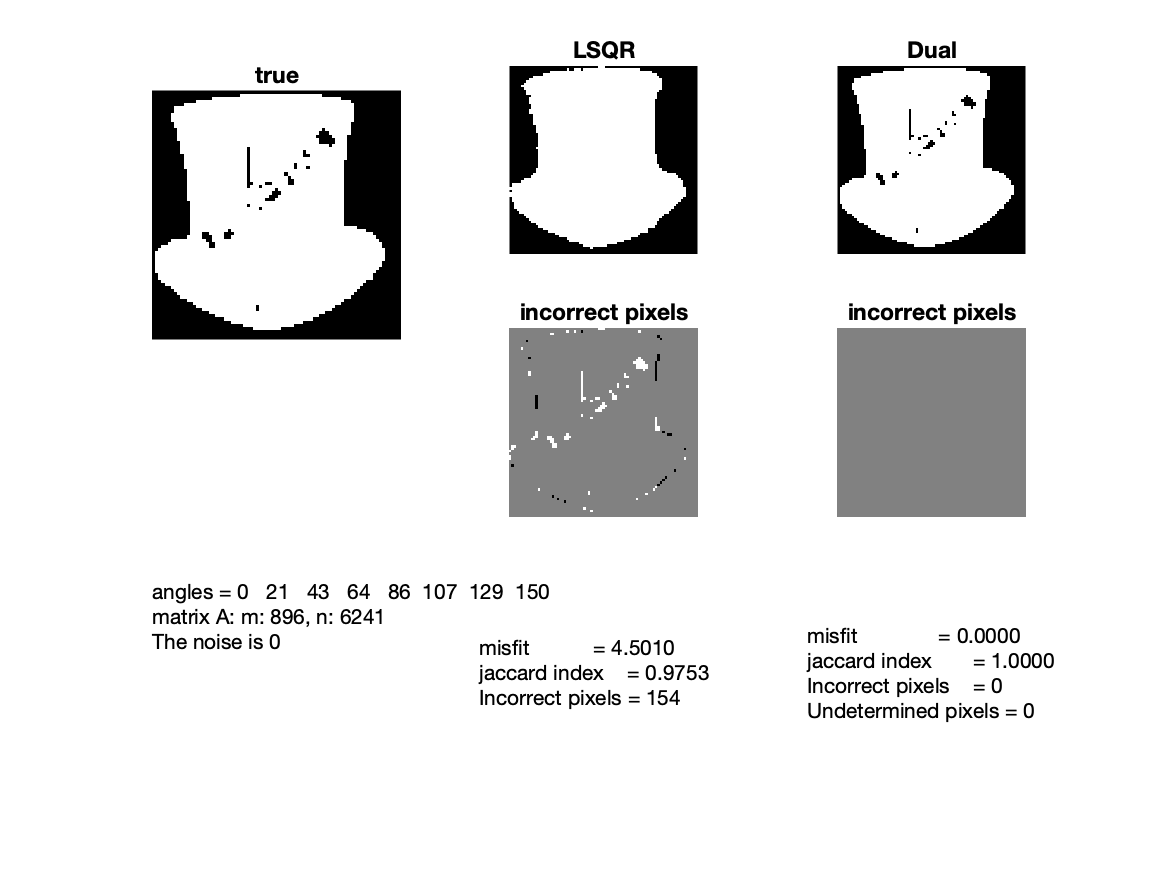 true
LSQR
Dual
incorrect pixels
incorrect pixels
angles = 0 21 43 64 86 107 129 150
matrix A: m: 896, n: 6241
The noise is 0
misfit = 4.5010
jaccard index = 0.9753
Incorrect pixels = 154
misfit = 0.0000
jaccard index = 1.0000
Incorrect pixels = 0
Undetermined pixels = 0